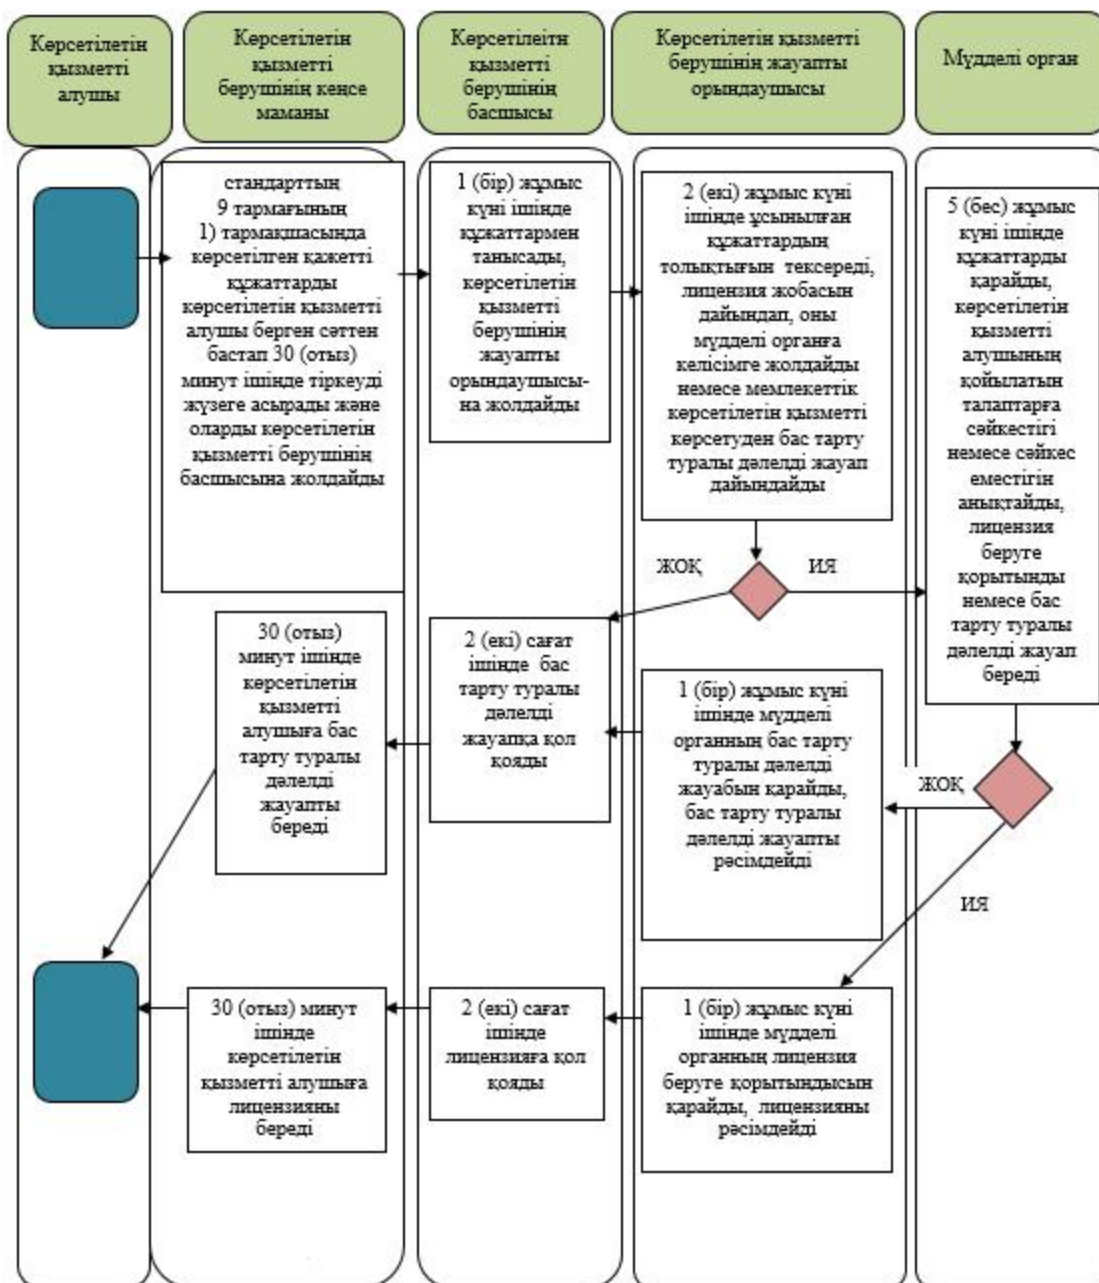 Көрсетілетін
қызметті
алушы
Көрсетілетін
қызметті
берушінің кеңсе
маманы
Көрсетілеітн
қызметті
берушінің
басшысы
Көрсетілетін қызметті
берушінің жауапты
орындаушысы
Мүдделі орган
стандарттың
9 тармағының
1) тармақшасында
көрсетілген қажетті
құжаттарды
көрсетілетін қызметті
алушы берген сәттен
бастап 30 (отыз)
минут ішінде тіркеуді
жүзеге асырады және
оларды көрсетілетін
қызметті берушінің
басшысына жолдайды
1 (бір) жұмыс
күні ішінде
құжаттармен
танысады,
көрсетілетін
қызметті
берушінің
жауапты
орындаушысы-
на жолдайды
2 (екі) жұмыс күні
ішінде ұсынылған
құжаттардың
толықтығын тексереді,
лицензия жобасын
дайындап, оны
мүдделі органға
келісімге жолдайды
немесе мемлекеттік
көрсетілетін қызметті
көрсетуден бас тарту
туралы дәлелді жауап
дайындайды
5 (бес) жұмыс
күні ішінде
құжаттарды
қарайды,
көрсетілетін
қызметті
алушының
қойылатын
талаптарға
сәйкестігі
немесе сәйкес
еместігін
анықтайды,
лицензия
беруге
қорытынды
немесе бас
тарту туралы
дәлелді жауап
береді
ЖОҚ
ИЯ
30 (отыз)
минут ішінде
көрсетілетін
қызметті
алушыға бас
тарту туралы
дәлелді
жауапты
береді
2 (екі) сағат
ішінде бас
тарту туралы
дәлелді
жауапқа қол
қояды
1 (бір) жұмыс күні
ішінде мүдделі
органның бас тарту
туралы дәлелді
жауабын қарайды,
бас тарту туралы
дәлелді жауапты
рәсімдейді
ЖОҚ
ИЯ
30 (отыз) минут
ішінде
көрсетілетін
қызметті алушыға
лицензияны
береді
2 (екі) сағат
ішінде
лицензияға қол
қояды
1 (бір) жұмыс күні
ішінде мүдделі
органның лицензия
беруге қорытындысын
қарайды, лицензияны
рәсімдейді